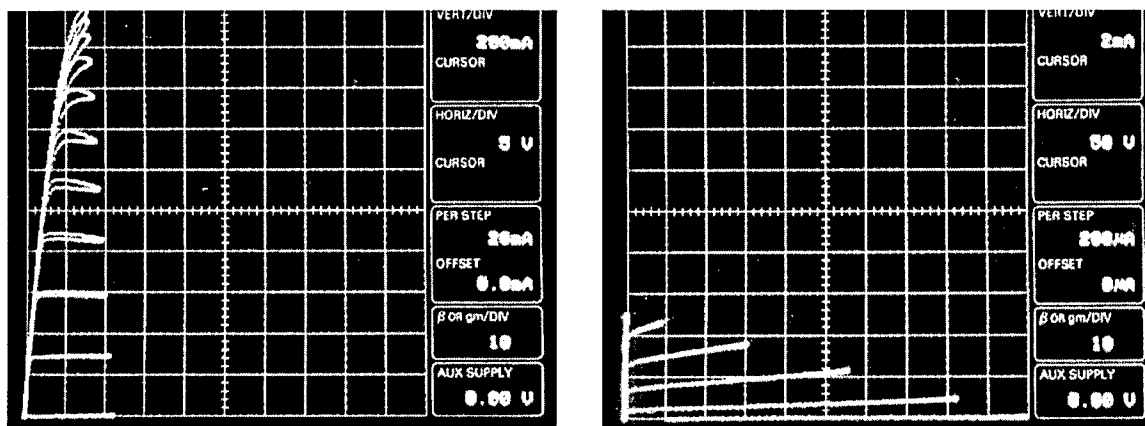 VERT/DIV
200mA
CURSOR
HORIZ/DIV
5 V
CURSOR
PER STEP
20mA
OFFSET
0.0mA
β OR gm/DIV
10
AUX SUPPLY
0.00 V
VERT/DIV
2mA
CURSOR
HORIZ/DIV
50 V
CURSOR
PER STEP
200µA
OFFSET
0µA
β OR gm/DIV
10
AUX SUPPLY
0.00 V